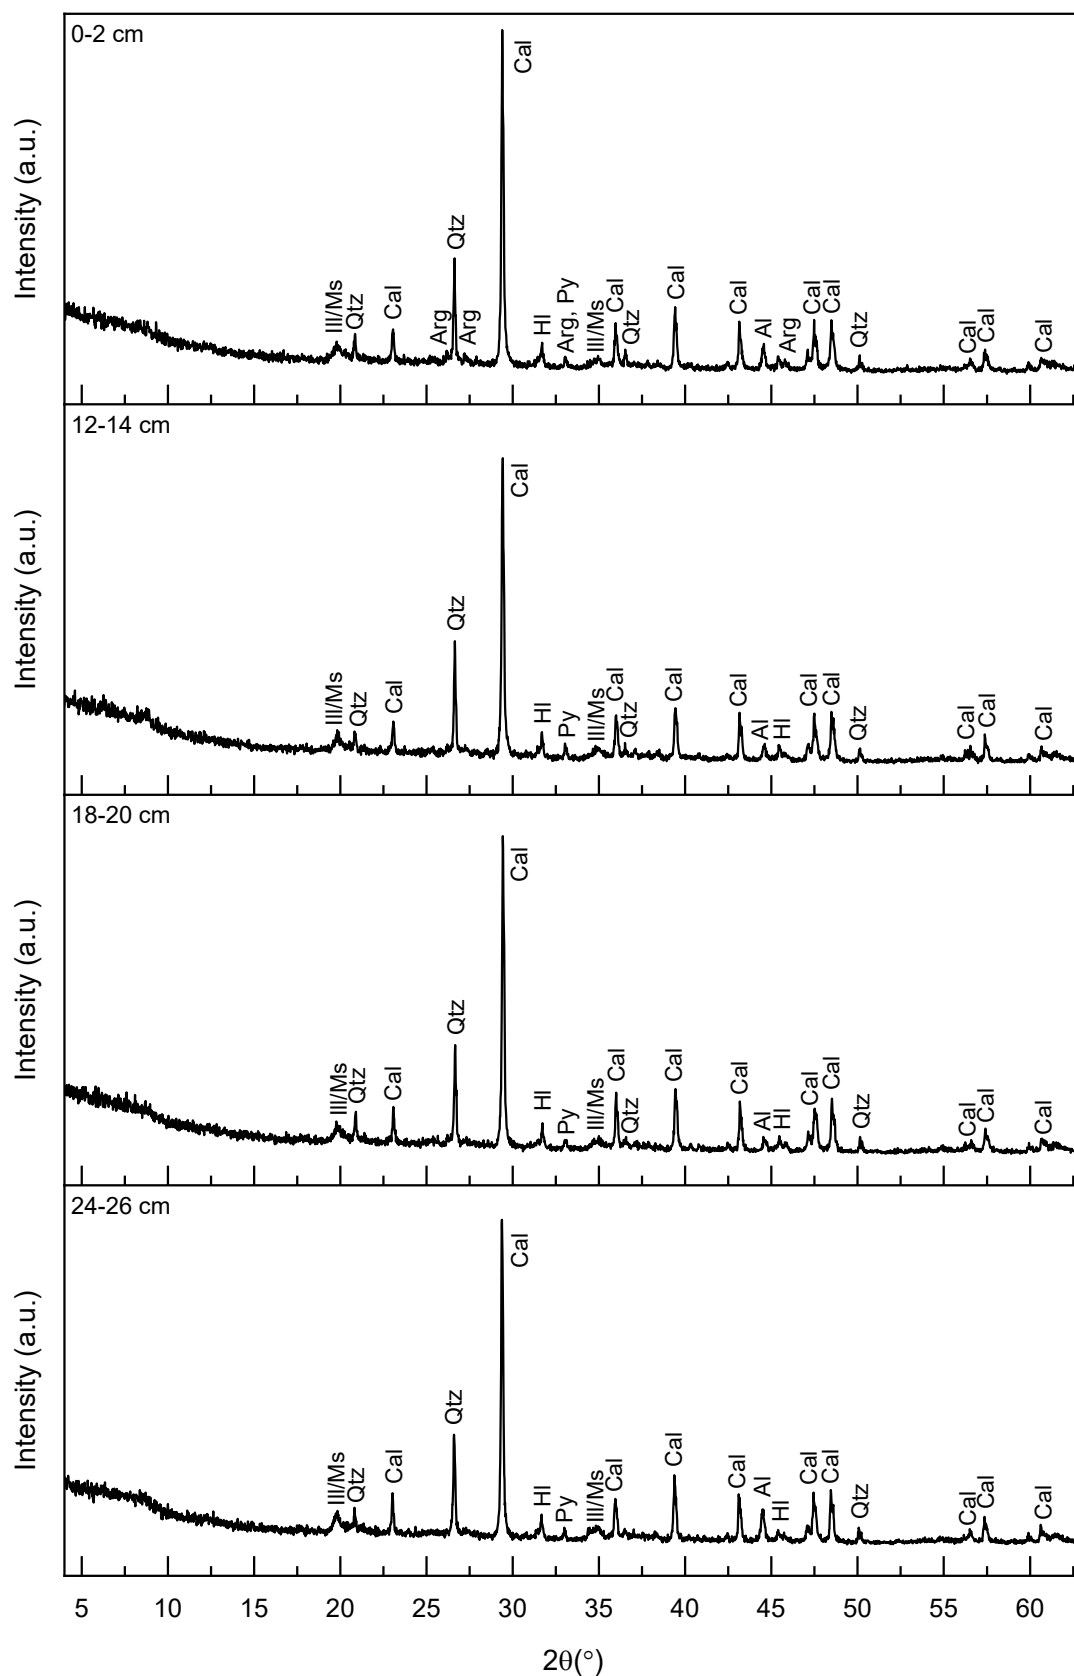 0-2 cm
Intensity (a.u.)
Ill/Ms
Qtz
Cal
Arg
Qtz
Arg
Cal
Hl
Arg, Py
Ill/Ms
Cal
Qtz
Cal
Cal
Al
Arg
Cal
Cal
Qtz
Cal
Cal
Cal
12-14 cm
Intensity (a.u.)
Ill/Ms
Qtz
Cal
Qtz
Cal
Hl
Py
Ill/Ms
Cal
Qtz
Cal
Cal
Al
Hl
Cal
Cal
Qtz
Cal
Cal
Cal
18-20 cm
Intensity (a.u.)
Ill/Ms
Qtz
Cal
Qtz
Cal
Hl
Py
Ill/Ms
Cal
Qtz
Cal
Cal
Al
Hl
Cal
Cal
Qtz
Cal
Cal
Cal
24-26 cm
Intensity (a.u.)
Ill/Ms
Qtz
Cal
Qtz
Cal
Hl
Py
Ill/Ms
Cal
Cal
Cal
Al
Hl
Cal
Cal
Qtz
Cal
Cal
Cal
5 10 15 20 25 30 35 40 45 50 55 60
2θ(°)